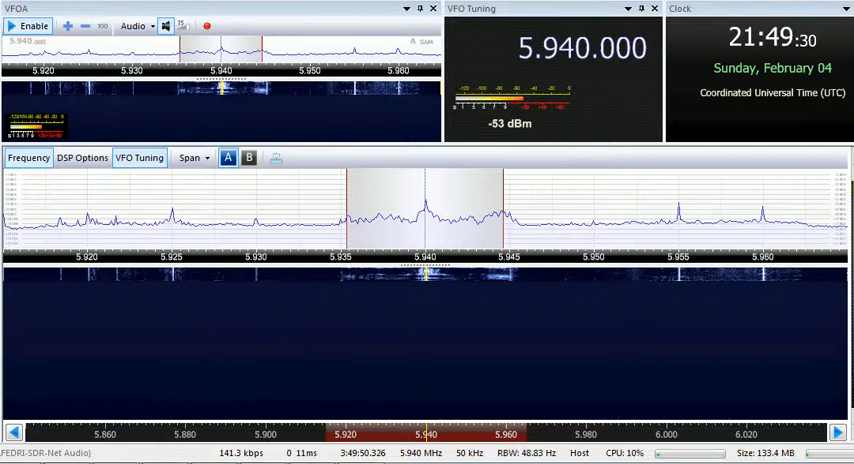 VFOA
VFO Tuning
Clock
Enable
100
Audio
5.940.000
A SAM
5.920 5.930 5.940 5.950 5.960
5.940.000
-53 dBm
21:49:30
Sunday, February 04
Coordinated Universal Time (UTC)
Frequency DSP Options VFO Tuning Span A B
5.920 5.925 5.930 5.935 5.940 5.945 5.950 5.955 5.960
5.860 5.880 5.900 5.920 5.940 5.960 5.980 6.000 6.020
AFEDRI-SDR-Net Audio) 141.3 kbps 0 11ms 3:49:50.326 5.940 MHz 50 kHz RBW: 48.83 Hz Host CPU: 10% Size: 133.4 MB